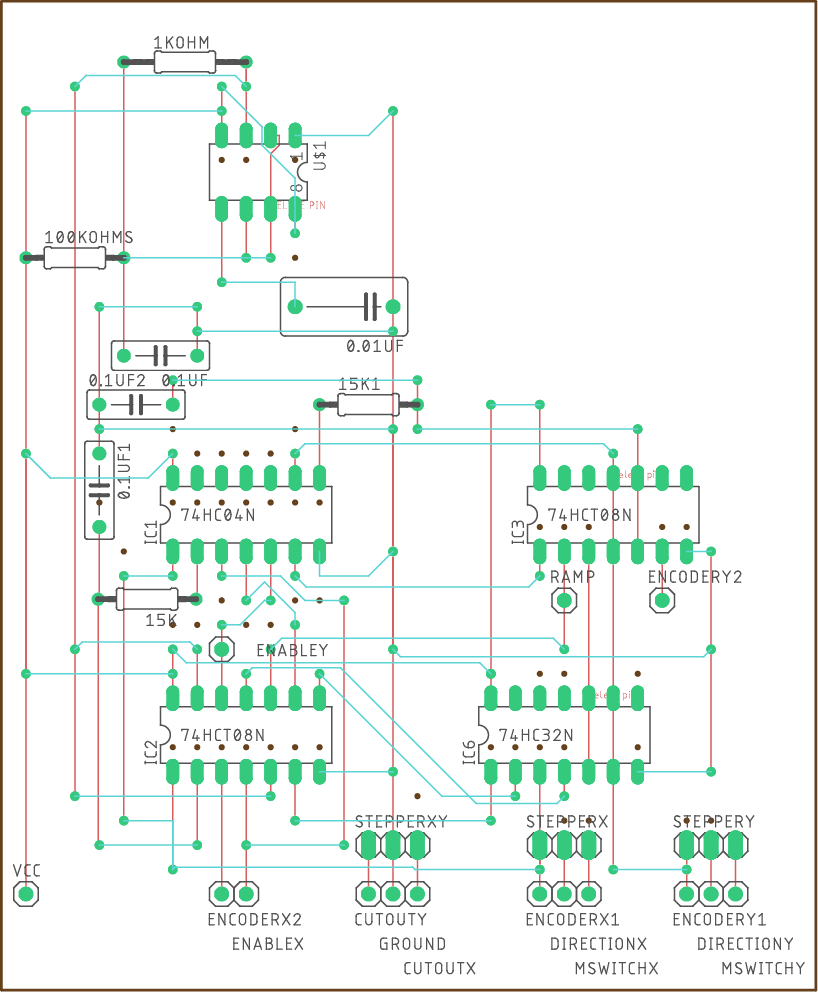 1KOHM
U$1
1
8
PIN
100KOHMS
0.01UF
0.1UF2
0.1UF
15K1
0.1UF1
IC1
74HC04N
IC3
74HCT08N
RAMP
ENCODERY2
15K
ENABLEY
IC2
74HCT08N
IC6
74HC32N
STEPPERXY
STEPPERX
STEPPERY
VCC
ENCODERX2
CUTOUTY
ENCODERX1
ENCODERY1
ENABLEX
GROUND
DIRECTIONX
DIRECTIONY
CUTOUTX
MSWITCHX
MSWITCHY